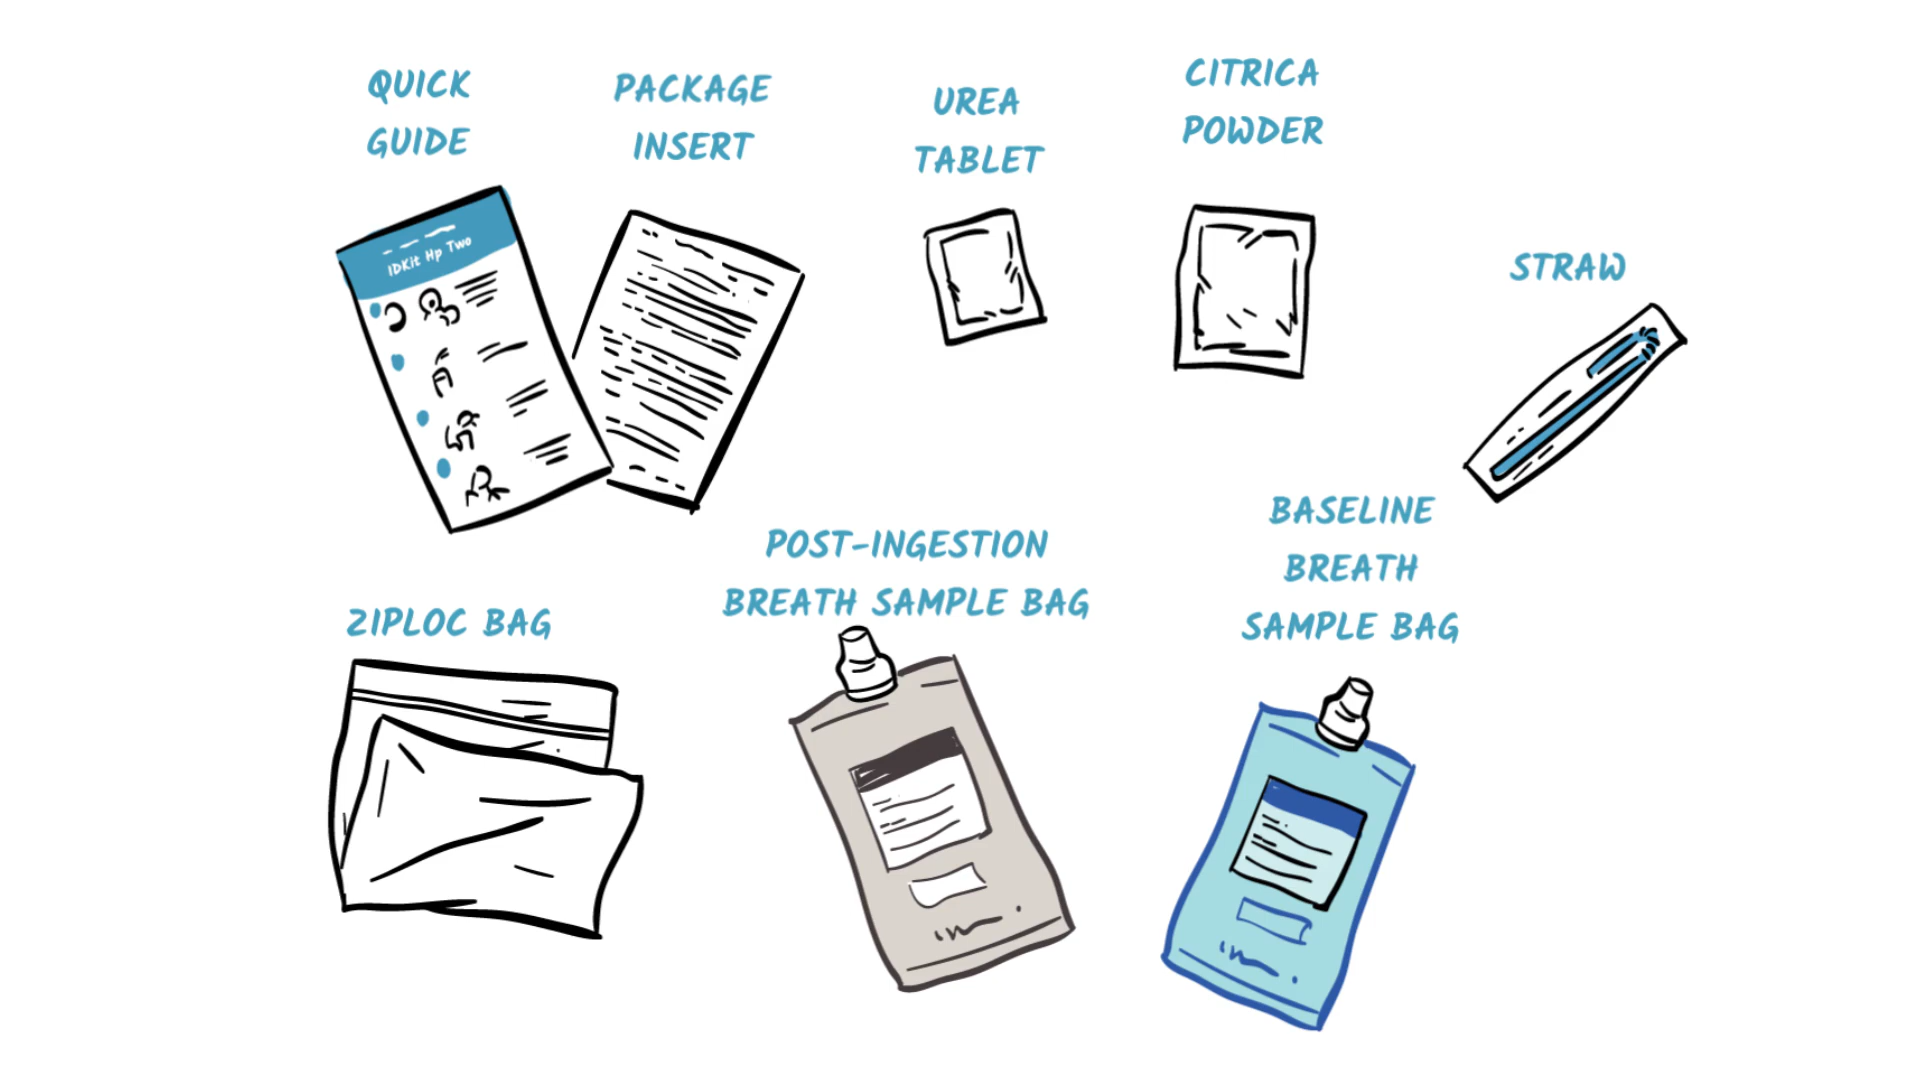 QUICK
GUIDE
PACKAGE
INSERT
UREA
TABLET
CITRICA
POWDER
STRAW
IDKit Hp Two
POST-INGESTION
BREATH SAMPLE BAG
BASELINE
BREATH
SAMPLE BAG
ZIPLOC BAG